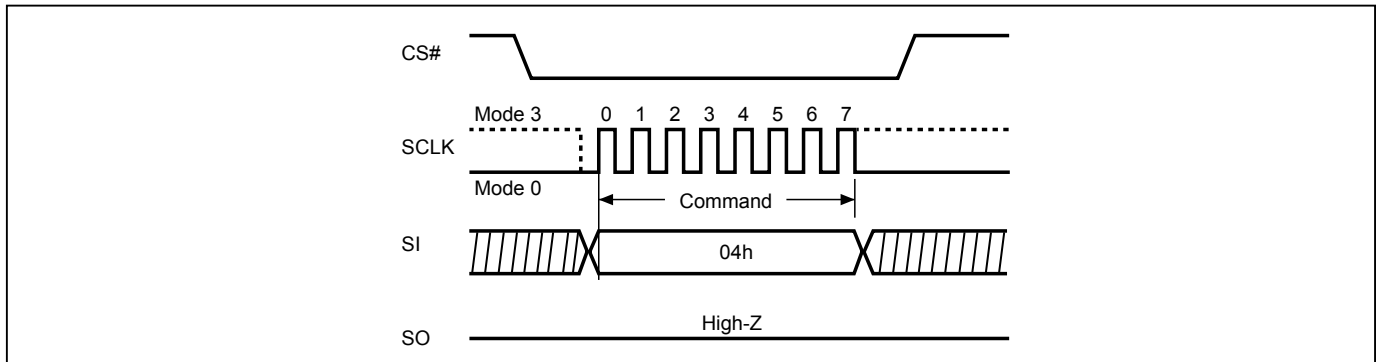 CS#
Mode 3 0 1 2 3 4 5 6 7
SCLK
Mode 0
Command
SI
04h
High-Z
SO